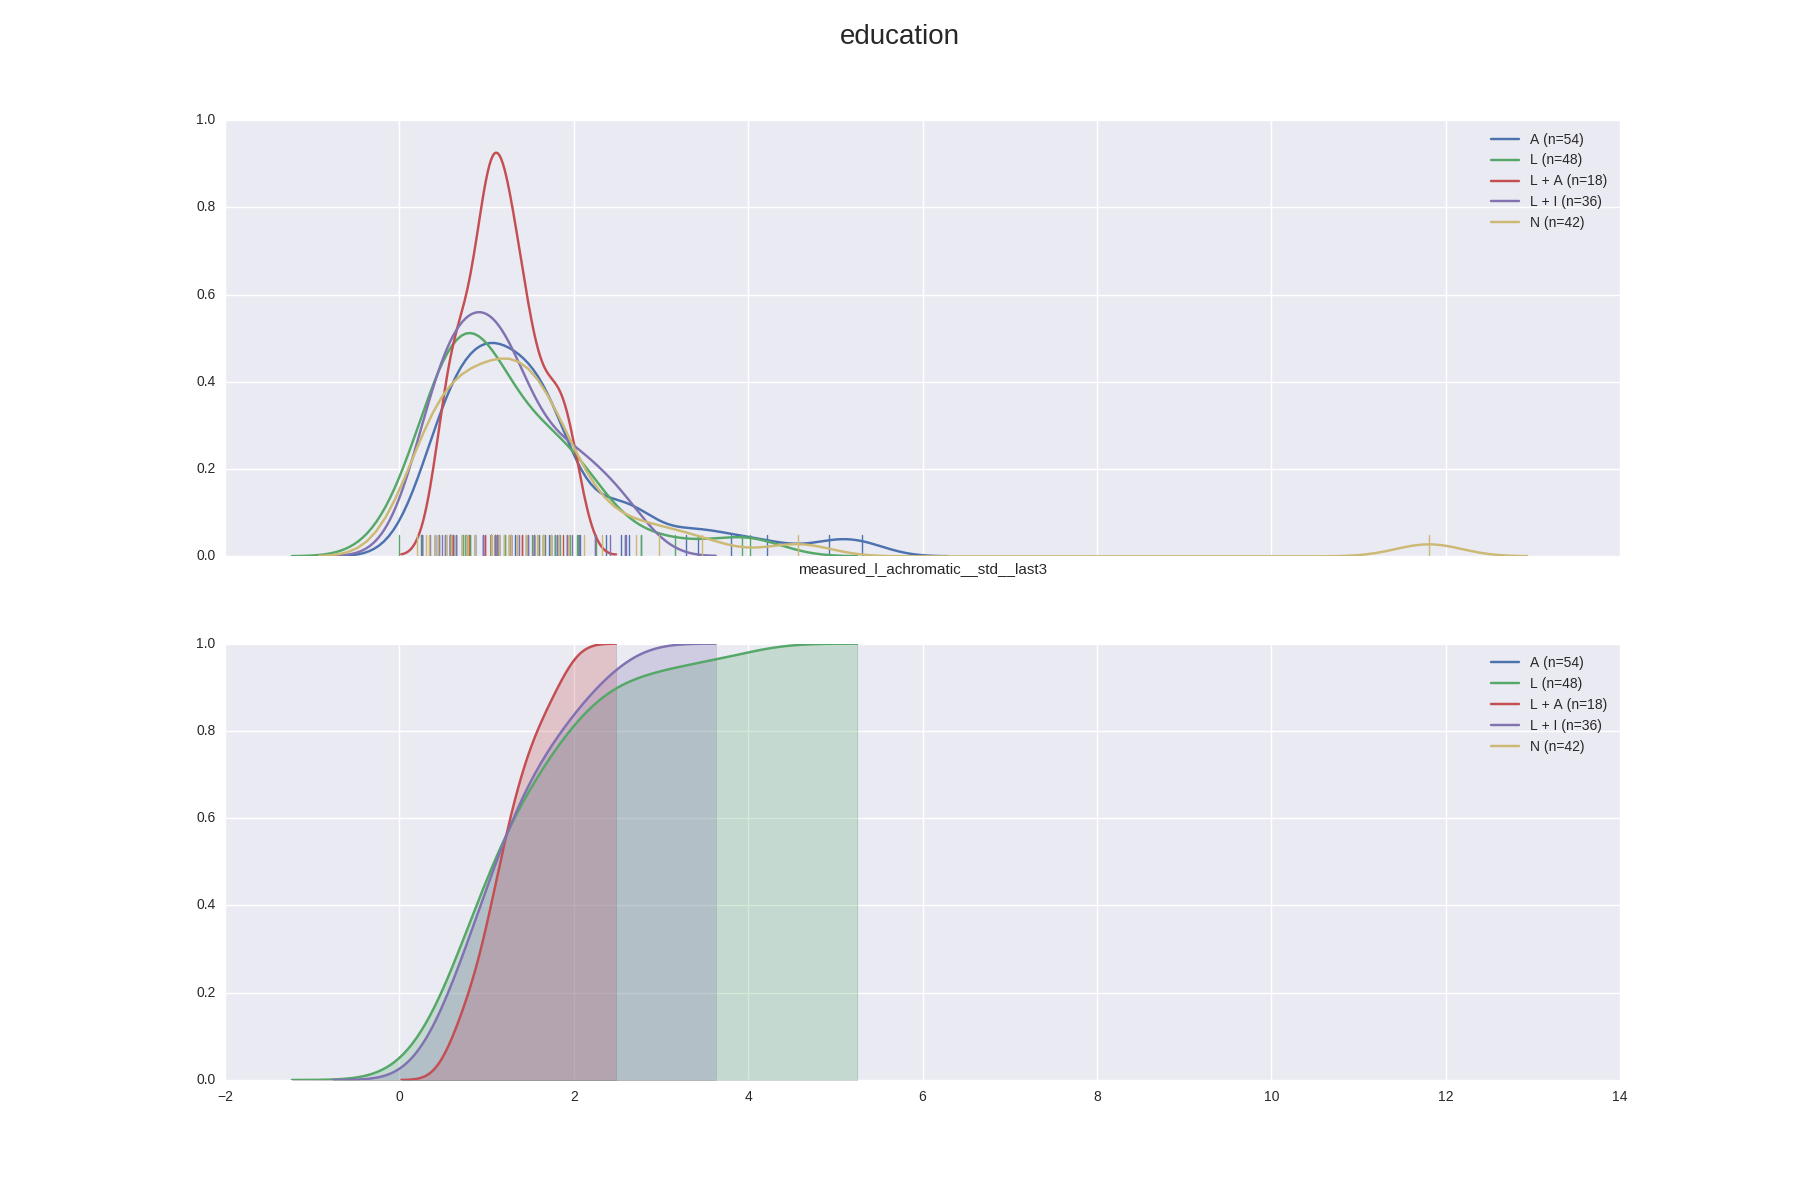 education
1.0
0.8
0.6
0.4
0.2
0.0
A (n=54)
L (n=48)
L + A (n=18)
L + I (n=36)
N (n=42)
measured_l_achromatic__std__last3
1.0
0.8
0.6
0.4
0.2
0.0
A (n=54)
L (n=48)
L + A (n=18)
L + I (n=36)
N (n=42)
−2 0 2 4 6 8 10 12 14